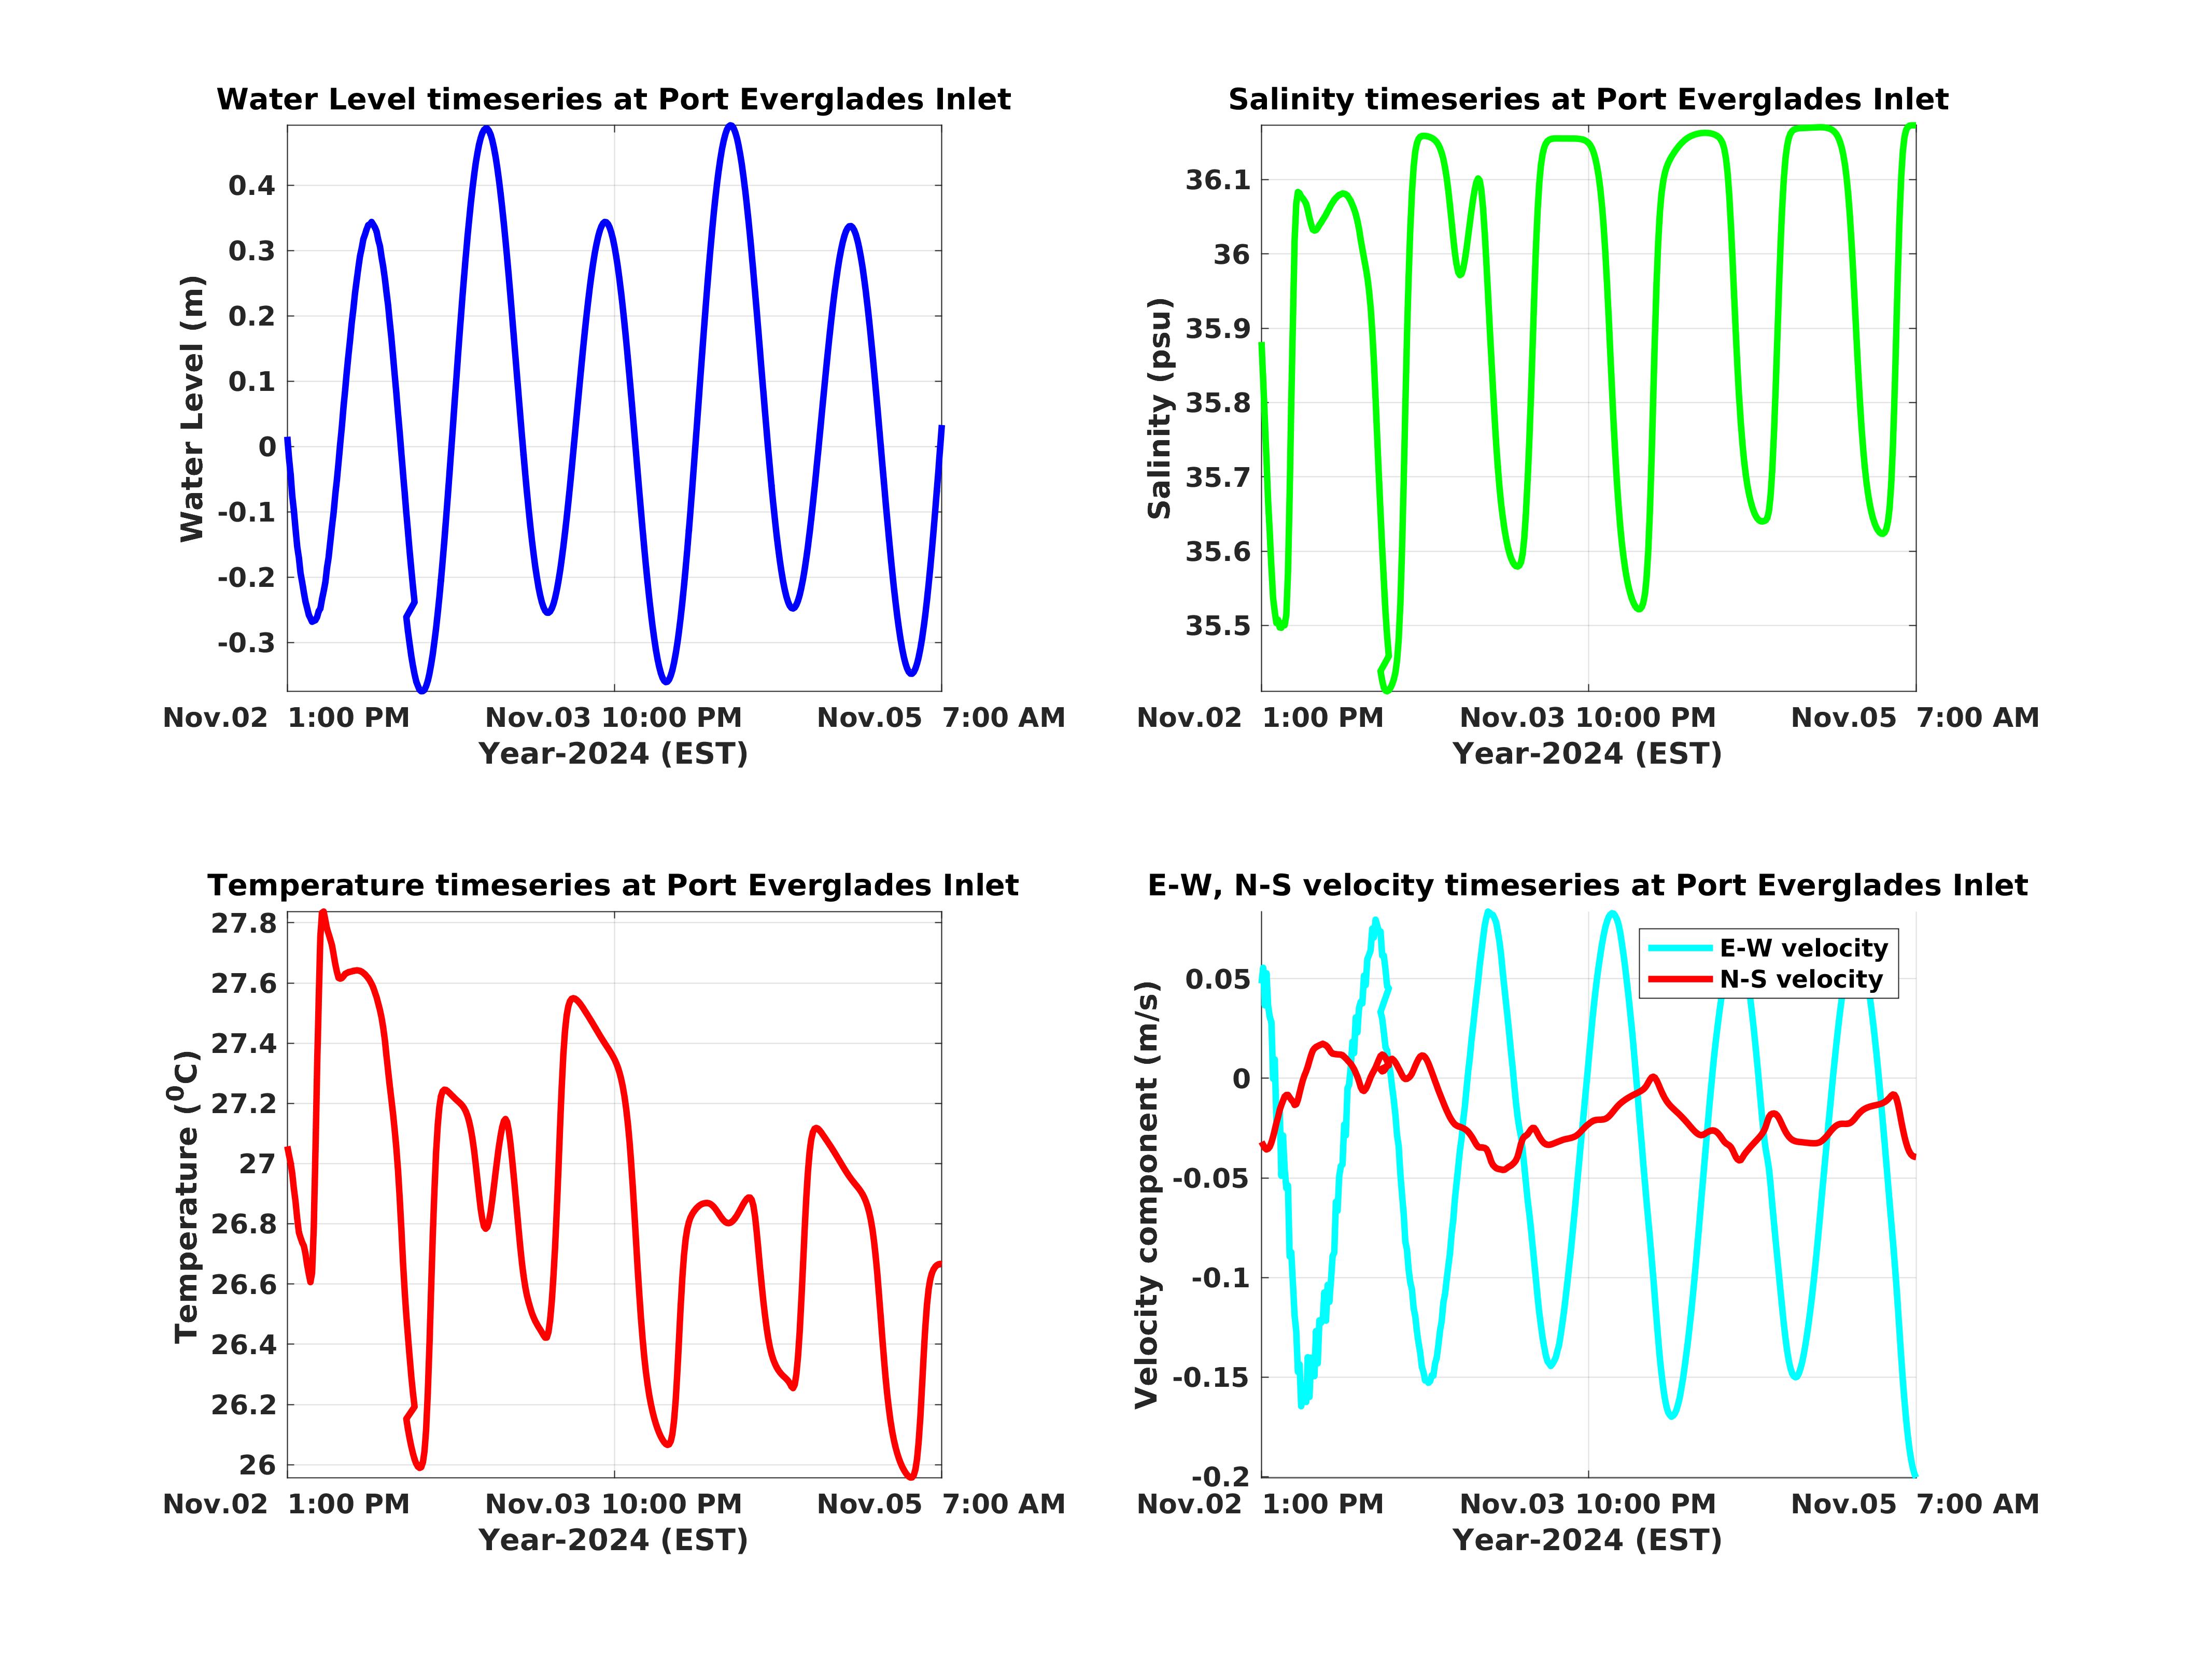 Water Level timeseries at Port Everglades Inlet
Water Level (m)
0.4
0.3
0.2
0.1
0
-0.1
-0.2
-0.3
Nov.02 1:00 PM Nov.03 10:00 PM Nov.05 7:00 AM
Year-2024 (EST)
Salinity timeseries at Port Everglades Inlet
Salinity (psu)
36.1
36
35.9
35.8
35.7
35.6
35.5
Nov.02 1:00 PM Nov.03 10:00 PM Nov.05 7:00 AM
Year-2024 (EST)
Temperature timeseries at Port Everglades Inlet
Temperature (⁰C)
27.8
27.6
27.4
27.2
27
26.8
26.6
26.4
26.2
26
Nov.02 1:00 PM Nov.03 10:00 PM Nov.05 7:00 AM
Year-2024 (EST)
E-W, N-S velocity timeseries at Port Everglades Inlet
Velocity component (m/s)
E-W velocity
N-S velocity
0.05
0
-0.05
-0.1
-0.15
-0.2
Nov.02 1:00 PM Nov.03 10:00 PM Nov.05 7:00 AM
Year-2024 (EST)